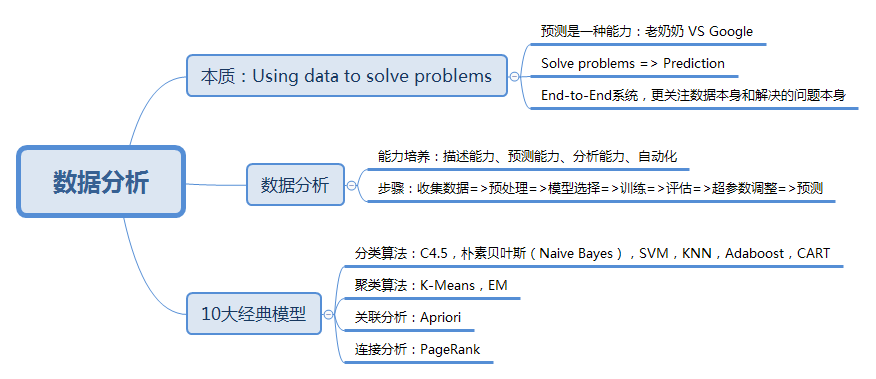 数据分析
本质：Using data to solve problems
预测是一种能力：老奶奶 VS Google
Solve problems => Prediction
End-to-End系统，更关注数据本身和解决的问题本身
数据分析
能力培养：描述能力、预测能力、分析能力、自动化
步骤：收集数据=>预处理=>模型选择=>训练=>评估=>超参数调整=>预测
10大经典模型
分类算法：C4.5，朴素贝叶斯（Naive Bayes），SVM，KNN，Adaboost，CART
聚类算法：K-Means，EM
关联分析：Apriori
连接分析：PageRank